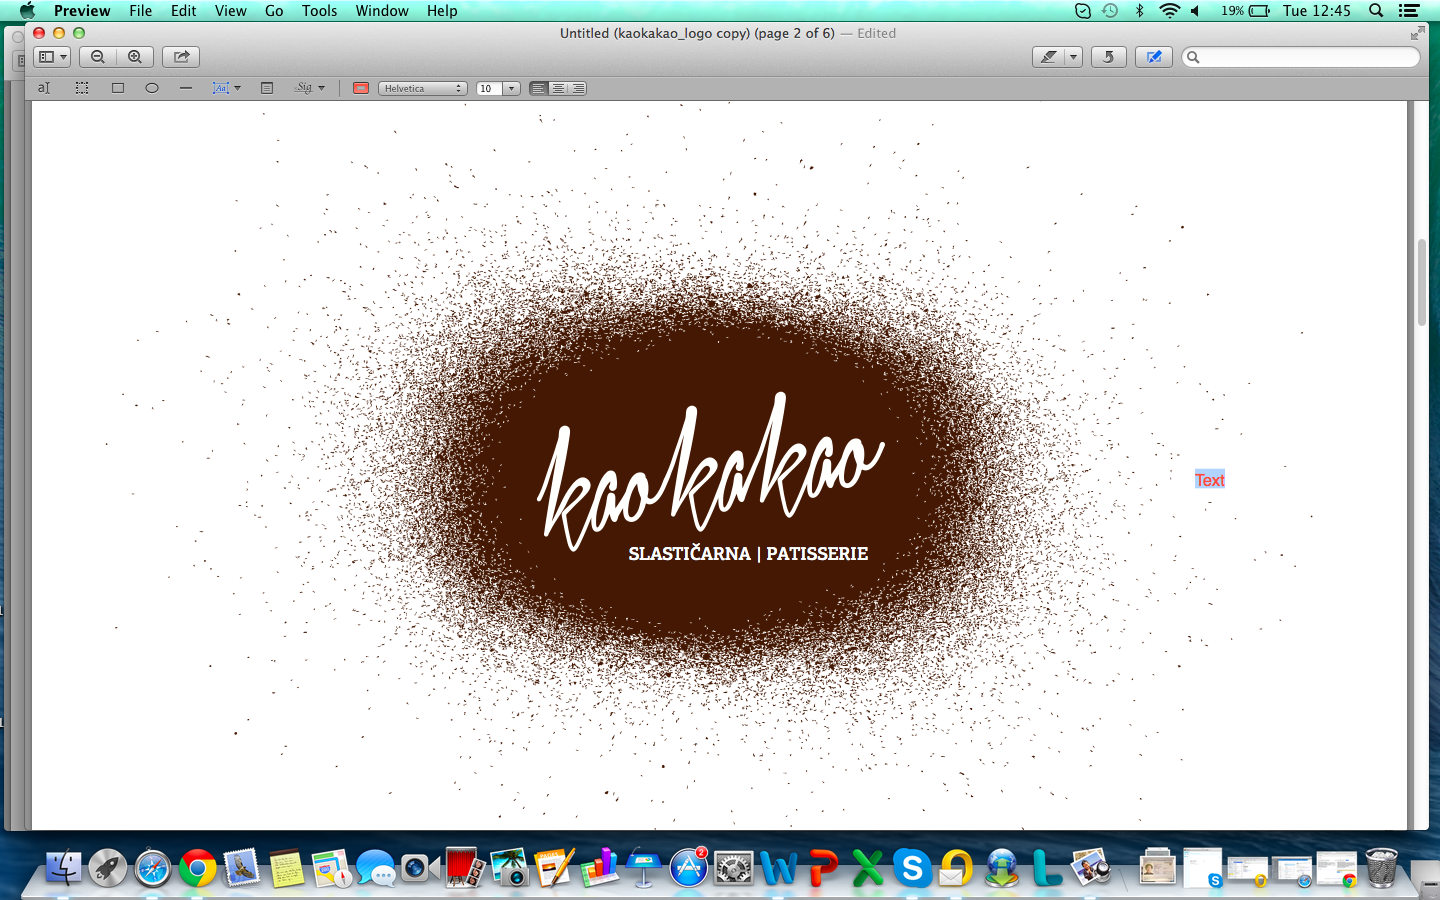 Preview File Edit View Go Tools Window Help 19% Tue 12:45
Untitled (kaokakao_logo copy) (page 2 of 6) — Edited
Helvetica 10
kaokakao
SLASTIČARNA | PATISSERIE
Text
2